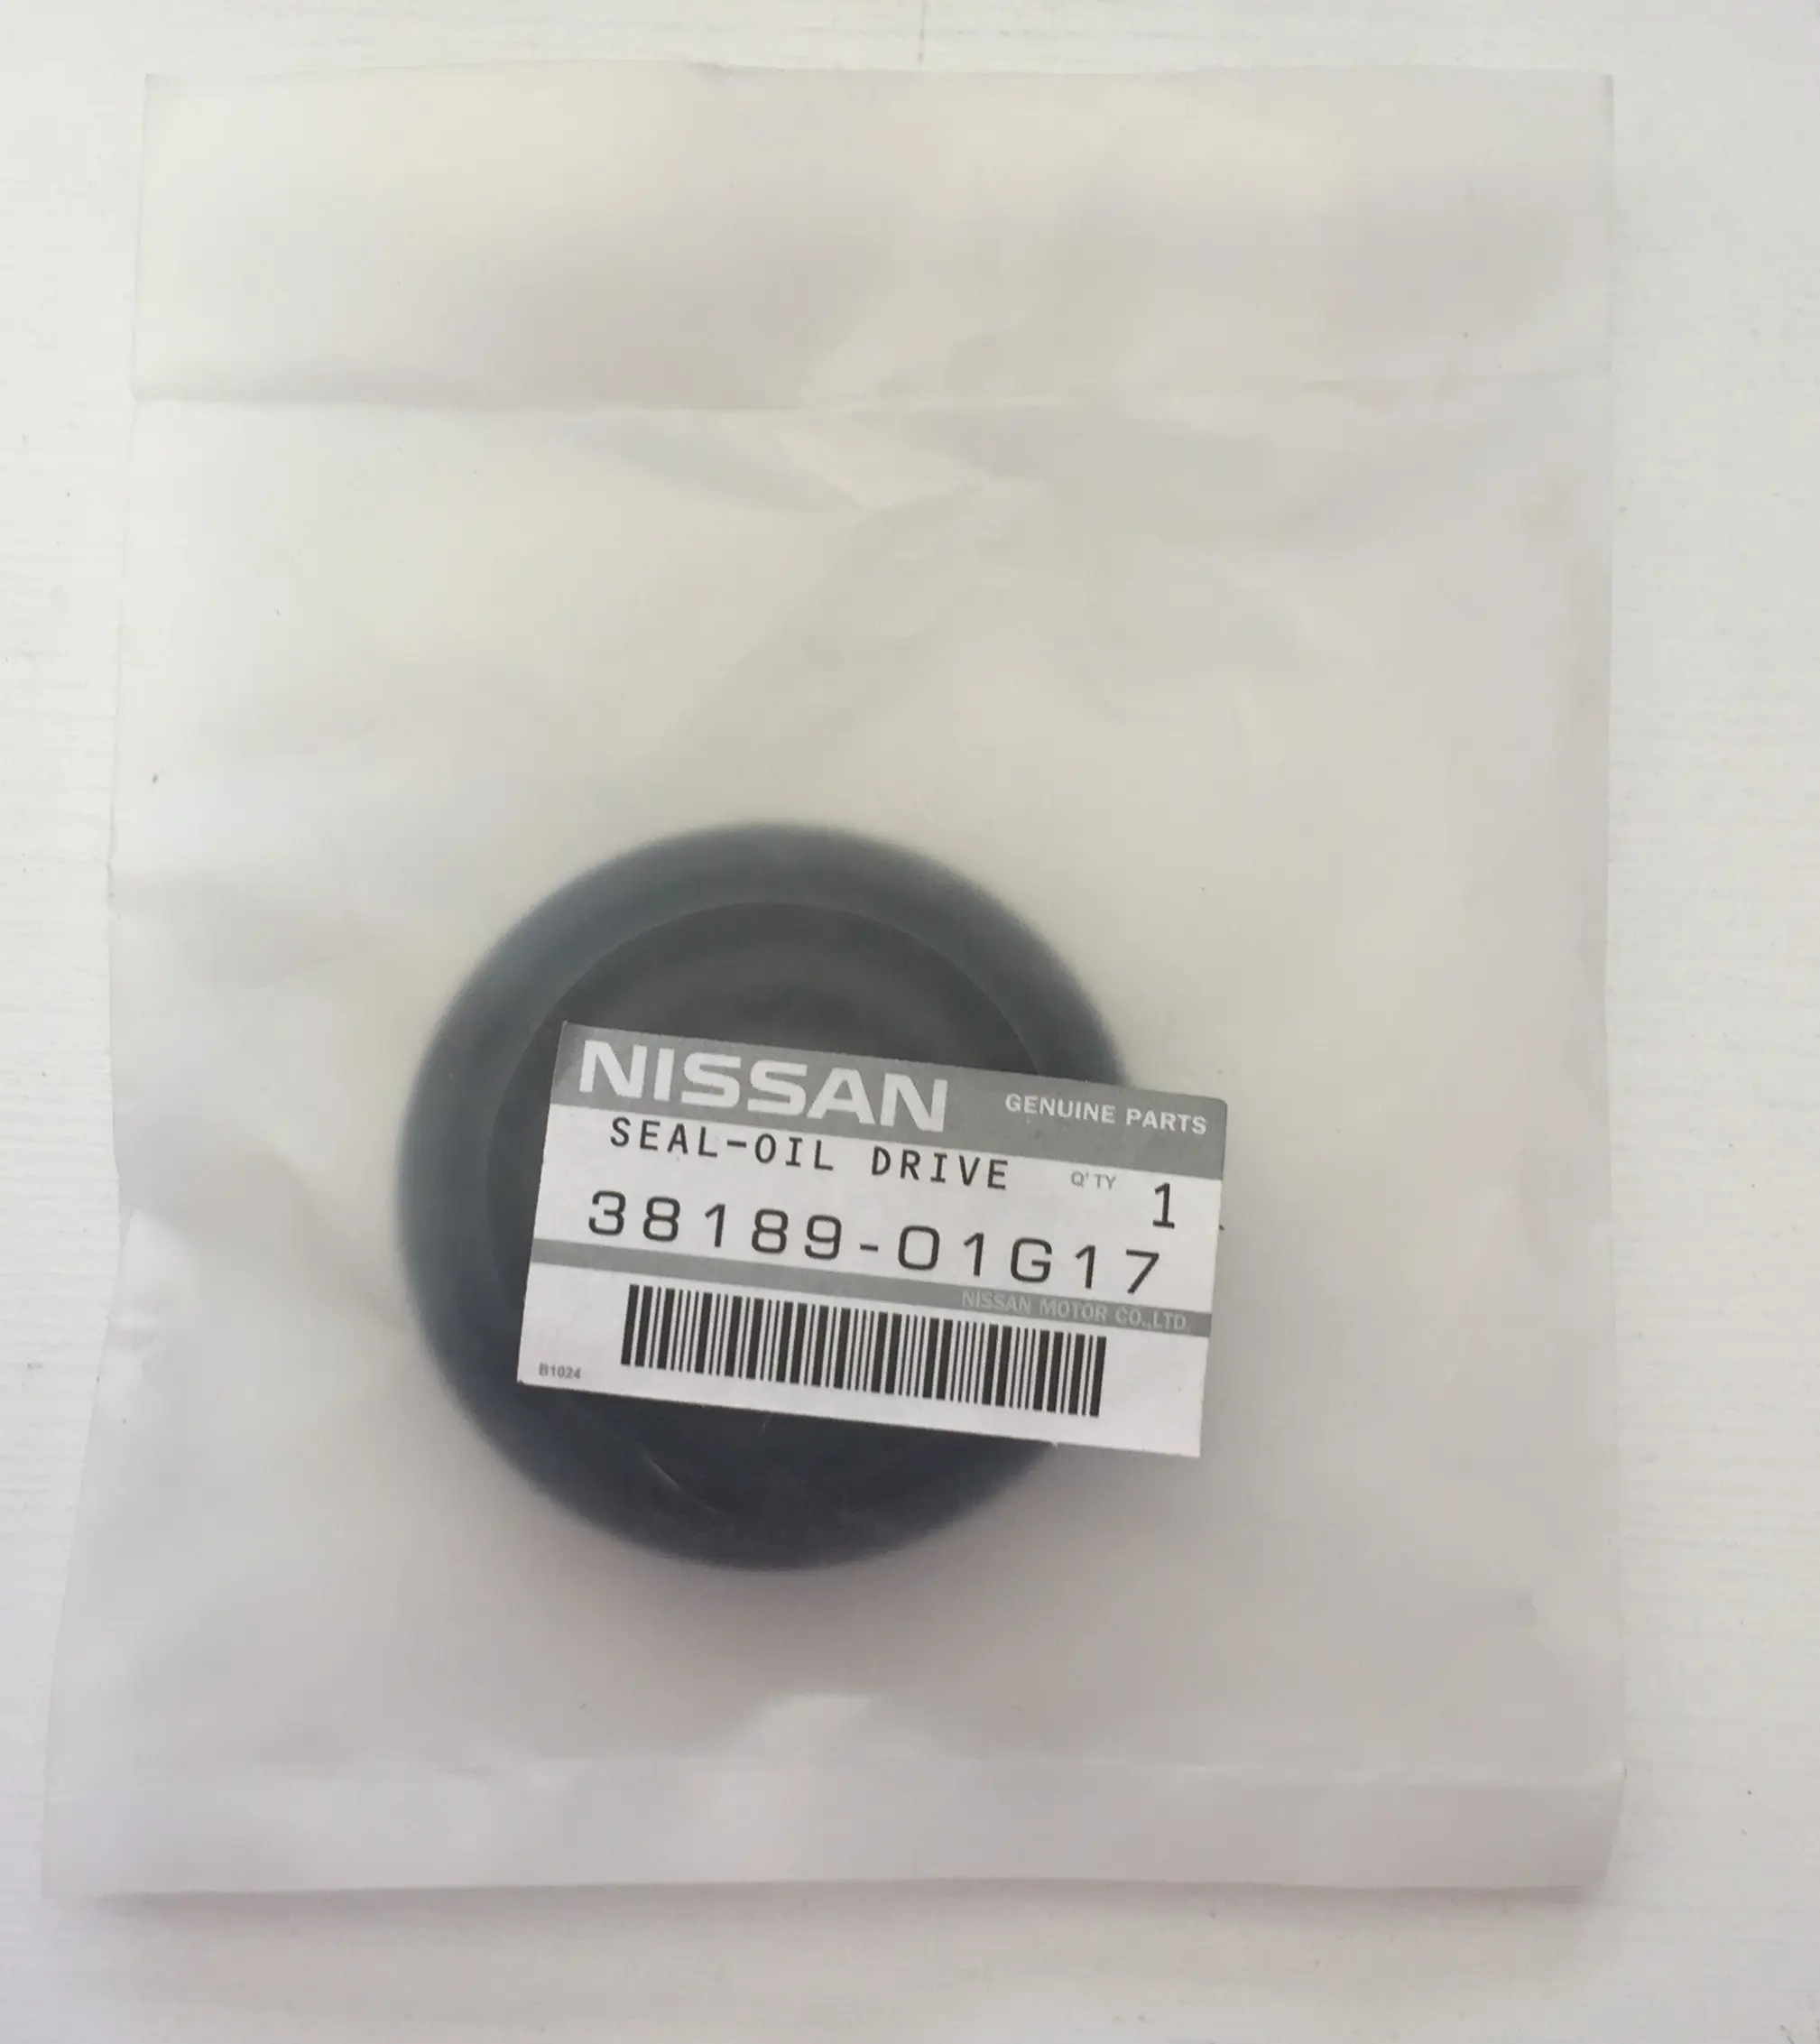 NISSAN GENUINE PARTS
SEAL-OIL DRIVE Q'TY 1
38189-01G17
NISSAN MOTOR CO.,LTD.
B1024